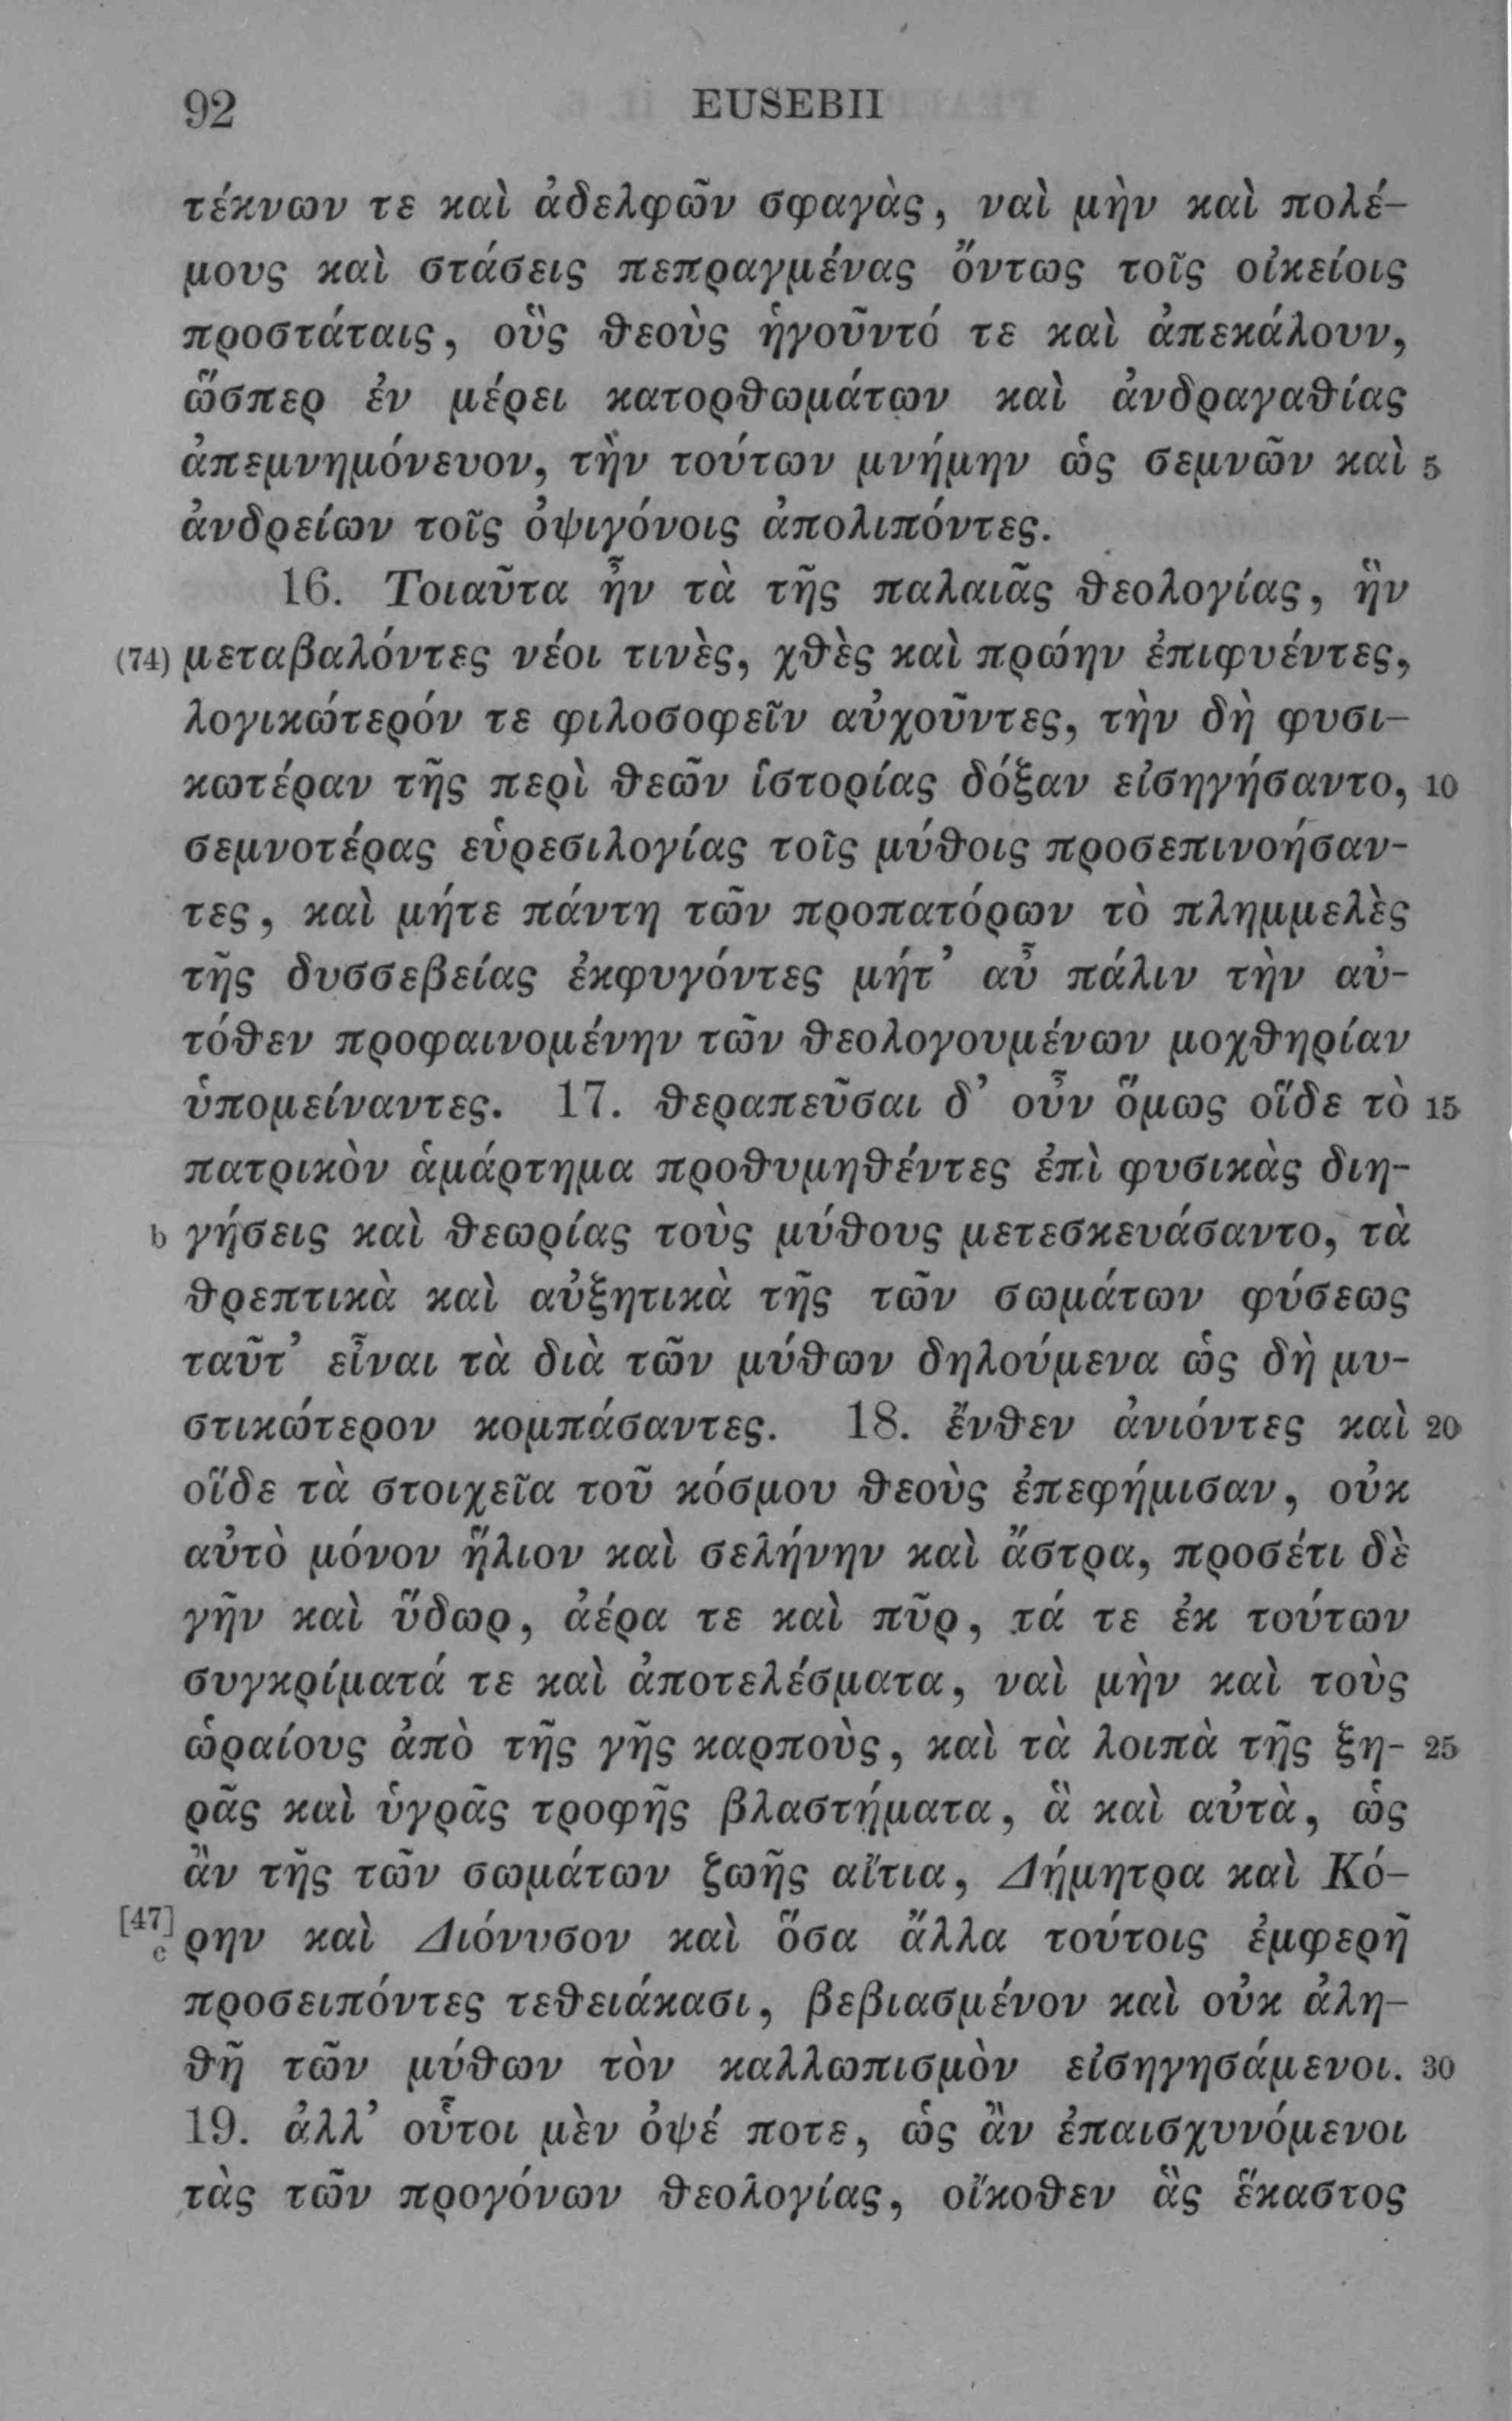 92 EUSEBII
τέκνων τε καὶ ἀδελφῶν σφαγὰς, ναὶ μὴν καὶ πολέ-
μους καὶ στάσεις πεπραγμένας ὄντως τοῖς οἰκείοις
προστάταις, οὓς θεοὺς ἡγοῦντό τε καὶ ἀπεκάλουν,
ὥσπερ ἐν μέρει κατορθωμάτων καὶ ἀνδραγαθίας
ἀπεμνημόνευον, τὴν τούτων μνήμην ὡς σεμνῶν καὶ 5
ἀνδρείων τοῖς ὀψιγόνοις ἀπολιπόντες.
16. Τοιαῦτα ἦν τὰ τῆς παλαιᾶς θεολογίας, ἣν
(74) μεταβαλόντες νέοι τινὲς, χθὲς καὶ πρώην ἐπιφυέντες,
λογικώτερόν τε φιλοσοφεῖν αὐχοῦντες, τὴν δὴ φυσι-
κωτέραν τῆς περὶ θεῶν ἱστορίας δόξαν εἰσηγήσαντο, 10
σεμνοτέρας εὑρεσιλογίας τοῖς μύθοις προσεπινοήσαν-
τες, καὶ μήτε πάντη τῶν προπατόρων τὸ πλημμελὲς
τῆς δυσσεβείας ἐκφυγόντες μήτ’ αὖ πάλιν τὴν αὐ-
τόθεν προφαινομένην τῶν θεολογουμένων μοχθηρίαν
ὑπομείναντες. 17. θεραπεῦσαι δ’ οὖν ὅμως οἵδε τὸ 15
πατρικὸν ἁμάρτημα προθυμηθέντες ἐπὶ φυσικὰς διη-
b γήσεις καὶ θεωρίας τοὺς μύθους μετεσκευάσαντο, τὰ
θρεπτικὰ καὶ αὐξητικὰ τῆς τῶν σωμάτων φύσεως
ταῦτ’ εἶναι τὰ διὰ τῶν μύθων δηλούμενα ὡς δὴ μυ-
στικώτερον κομπάσαντες. 18. ἔνθεν ἀνιόντες καὶ 20
οἵδε τὰ στοιχεῖα τοῦ κόσμου θεοὺς ἐπεφήμισαν, οὐκ
αὐτὸ μόνον ἥλιον καὶ σελήνην καὶ ἄστρα, προσέτι δὲ
γῆν καὶ ὕδωρ, ἀέρα τε καὶ πῦρ, τά τε ἐκ τούτων
συγκρίματά τε καὶ ἀποτελέσματα, ναὶ μὴν καὶ τοὺς
ὡραίους ἀπὸ τῆς γῆς καρποὺς, καὶ τὰ λοιπὰ τῆς ξη- 25
ρᾶς καὶ ὑγρᾶς τροφῆς βλαστήματα, ἃ καὶ αὐτὰ, ὡς
ἂν τῆς τῶν σωμάτων ζωῆς αἴτια, Δήμητρα καὶ Κό-
[47] c ρην καὶ Διόνυσον καὶ ὅσα ἄλλα τούτοις ἐμφερῆ
προσειπόντες τεθειάκασι, βεβιασμένον καὶ οὐκ ἀλη-
θῆ τῶν μύθων τὸν καλλωπισμὸν εἰσηγησάμενοι. 30
19. ἀλλ’ οὗτοι μὲν ὀψέ ποτε, ὡς ἂν ἐπαισχυνόμενοι
τὰς τῶν προγόνων θεολογίας, οἴκοθεν ἃς ἕκαστος